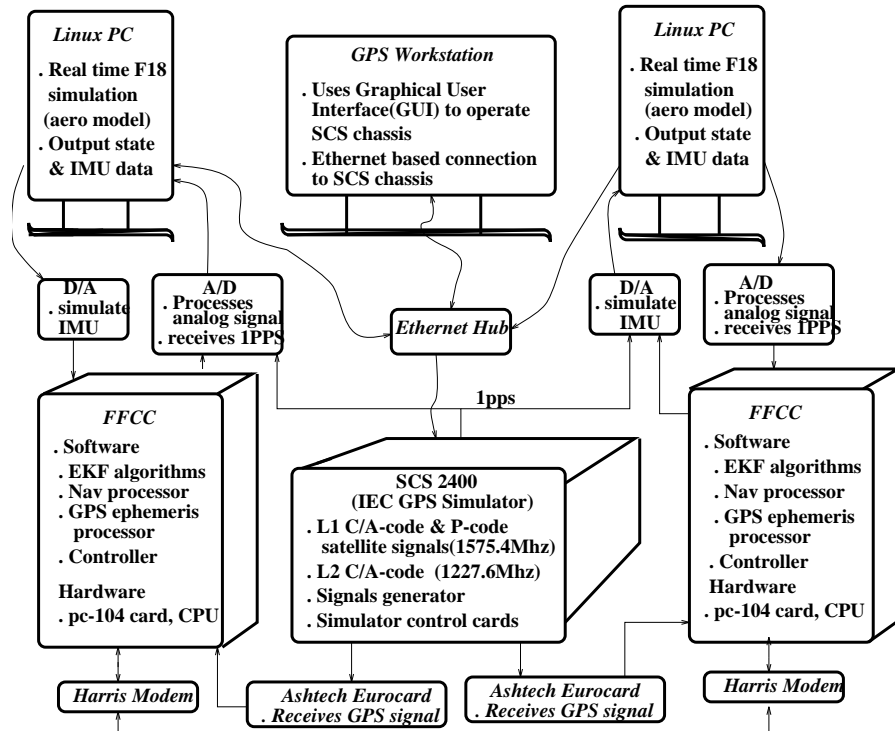 Linux PC
. Real time F18
simulation
(aero model)
. Output state
& IMU data
GPS Workstation
. Uses Graphical User
Interface(GUI) to operate
SCS chassis
. Ethernet based connection
to SCS chassis
Linux PC
. Real time F18
simulation
(aero model)
. Output state
& IMU data
D/A
. simulate
IMU
A/D
. Processes
analog signal
. receives 1PPS
Ethernet Hub
D/A
. simulate
IMU
A/D
. Processes
analog signal
. receives 1PPS
1pps
FFCC
. Software
. EKF algorithms
. Nav processor
. GPS ephemeris
processor
. Controller
Hardware
. pc-104 card, CPU
SCS 2400
(IEC GPS Simulator)
. L1 C/A-code & P-code
satellite signals(1575.4Mhz)
. L2 C/A-code (1227.6Mhz)
. Signals generator
. Simulator control cards
FFCC
. Software
. EKF algorithms
. Nav processor
. GPS ephemeris
processor
. Controller
Hardware
. pc-104 card, CPU
Harris Modem
Ashtech Eurocard
. Receives GPS signal
Ashtech Eurocard
. Receives GPS signal
Harris Modem